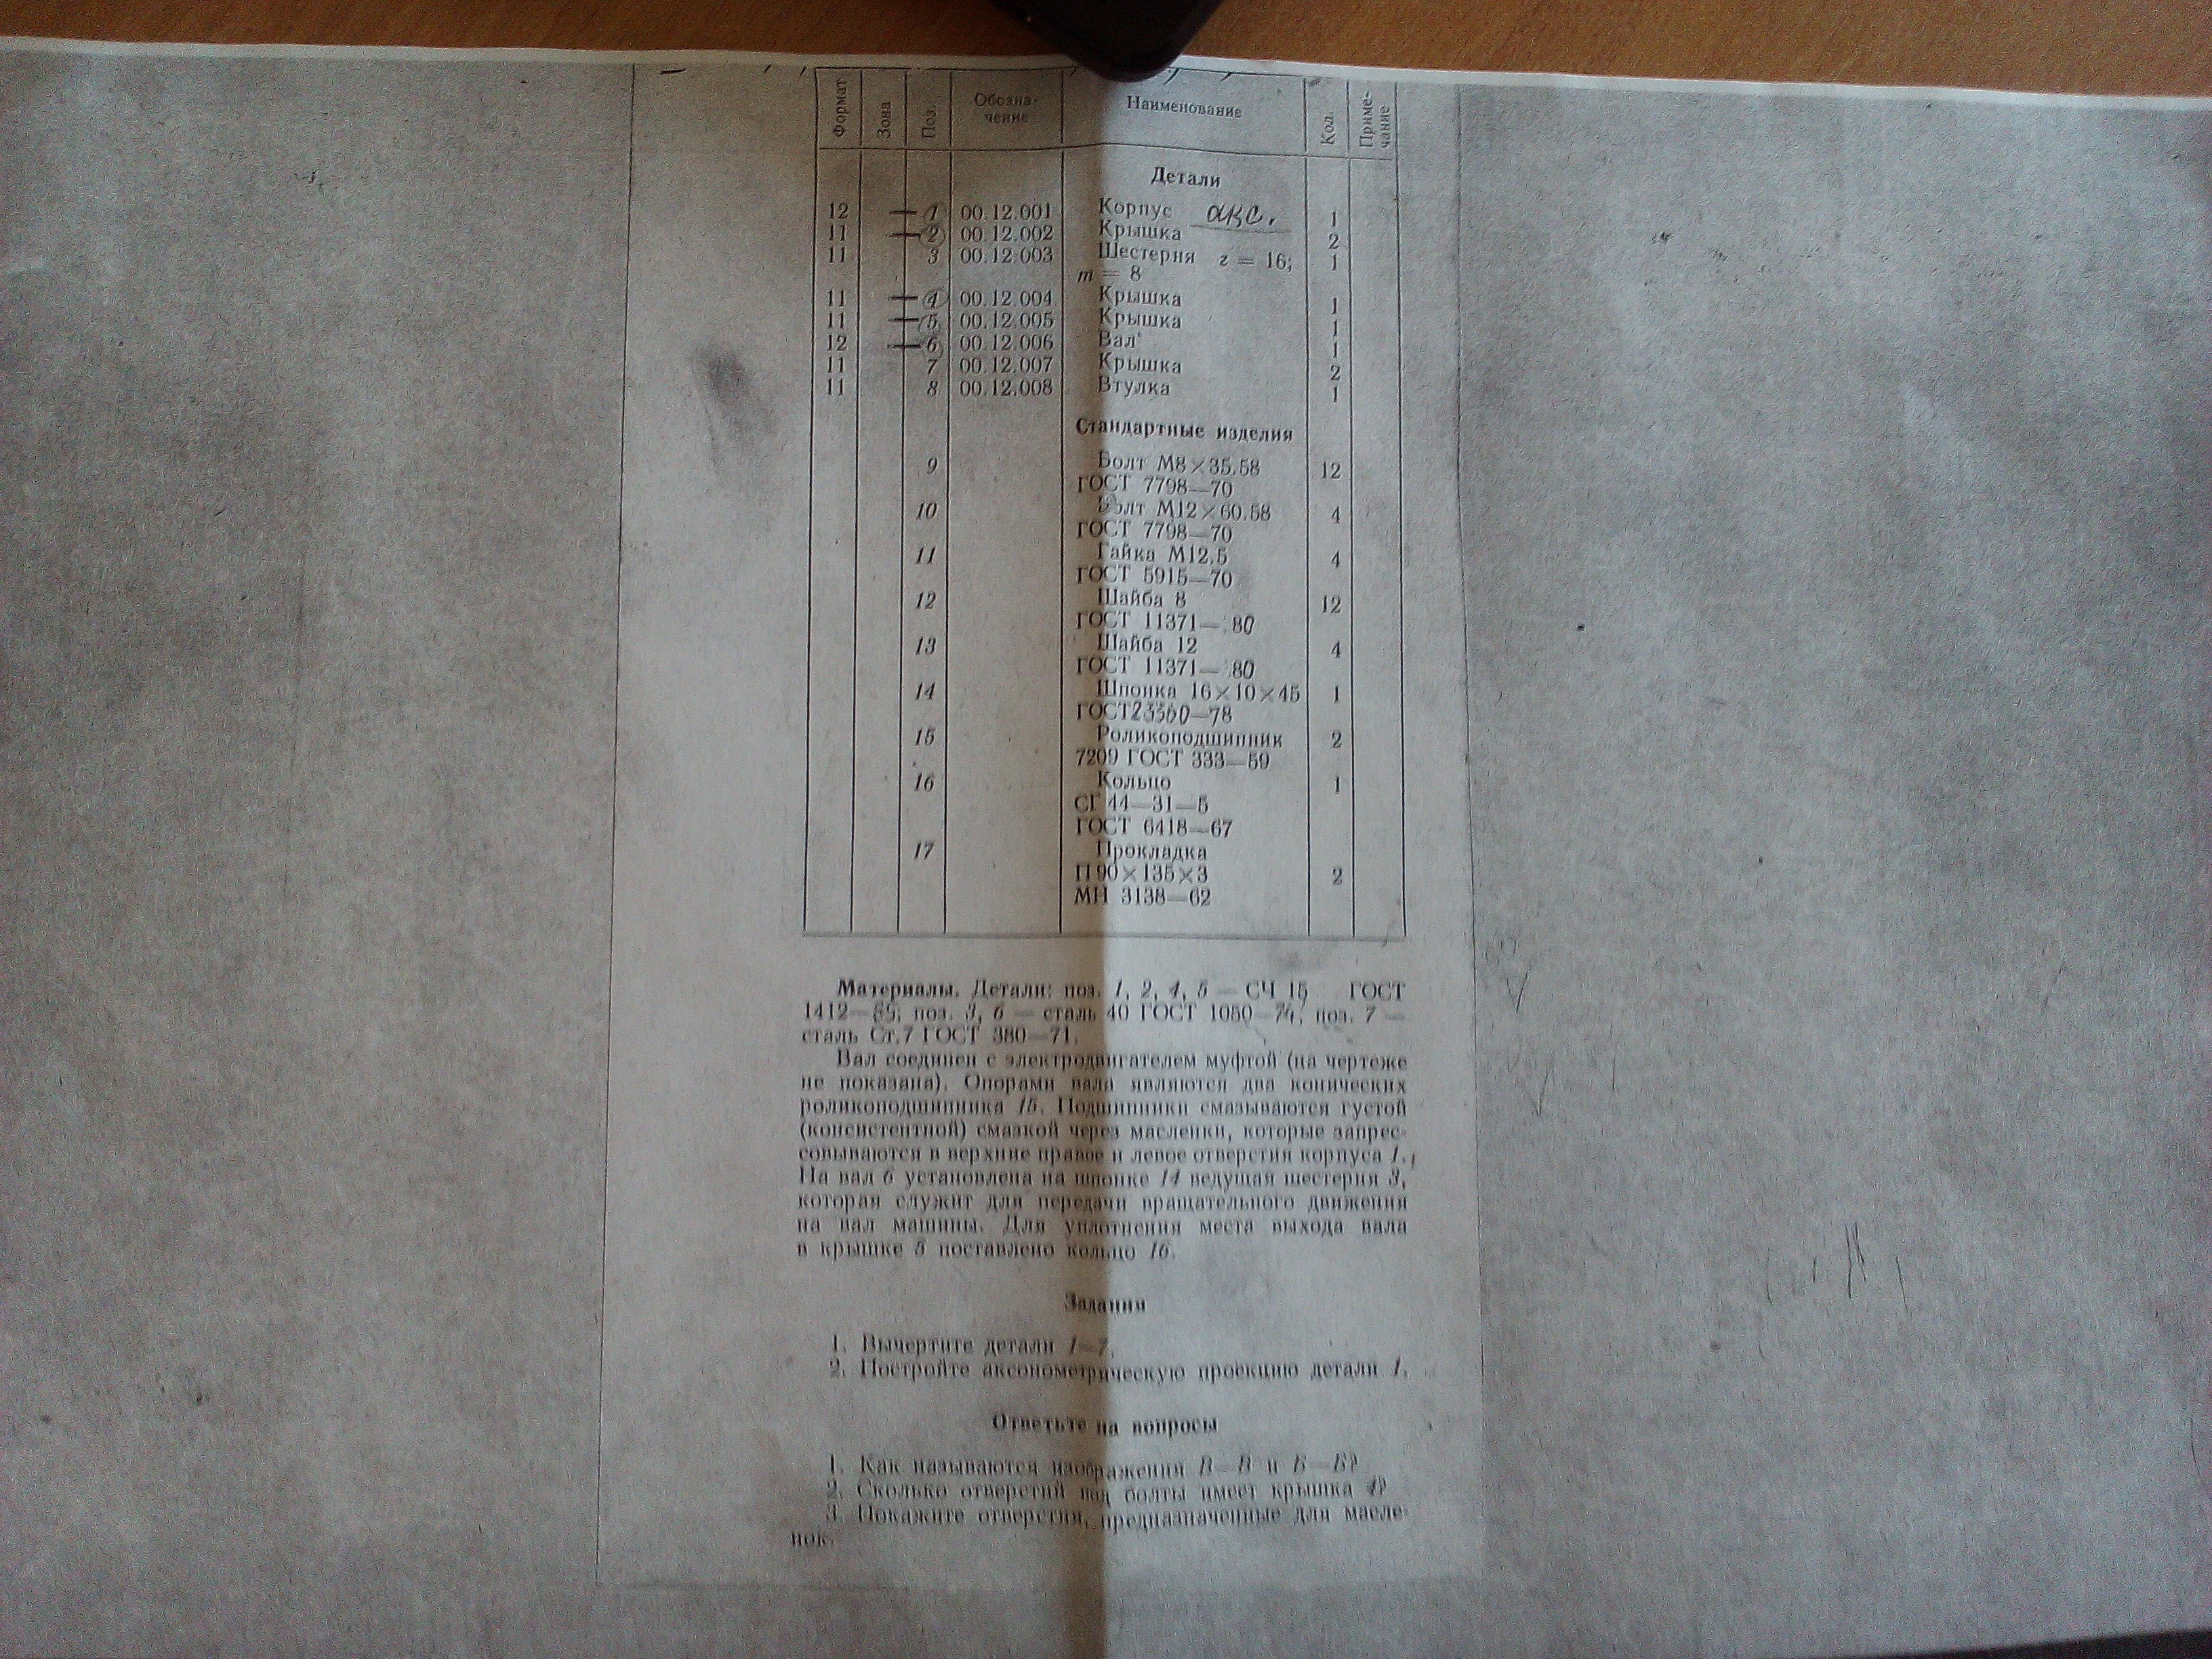 Формат Зона Поз. Обозна-чение Наименование Кол. Приме-чание
Детали
12 1 00.12.001 Корпус акс. 1
11 2 00.12.002 Крышка 2
11 3 00.12.003 Шестерня z = 16; 1
m = 8
11 4 00.12.004 Крышка 1
11 5 00.12.005 Крышка 1
12 6 00.12.006 Вал 1
11 7 00.12.007 Крышка 2
11 8 00.12.008 Втулка 1
Стандартные изделия
9 Болт М8×35.58 12
ГОСТ 7798—70
10 Болт М12×60.58 4
ГОСТ 7798—70
11 Гайка М12.5 4
ГОСТ 5915—70
12 Шайба 8 12
ГОСТ 11371— 80
13 Шайба 12 4
ГОСТ 11371— 80
14 Шпонка 16×10×45 1
ГОСТ23360—78
15 Роликоподшипник 2
7209 ГОСТ 333—59
16 Кольцо 1
СГ 44—31—5
ГОСТ 6418—67
17 Прокладка
П 90×135×3 2
МН 3138—62
Материалы. Детали: поз. 1, 2, 4, 5 — СЧ 15 ГОСТ
1412—85; поз. 3, 6 — сталь 40 ГОСТ 1050—74; поз. 7 —
сталь Ст.7 ГОСТ 380—71.
Вал соединен с электродвигателем муфтой (на чертеже
не показана). Опорами вала являются два конических
роликоподшипника 15. Подшипники смазываются густой
(консистентной) смазкой через масленки, которые запрес-
совываются в верхние правое и левое отверстия корпуса 1.
На вал 6 установлена на шпонке 14 ведущая шестерня 3,
которая служит для передачи вращательного движения
на вал машины. Для уплотнения места выхода вала
в крышке 5 поставлено кольцо 16.
Задания
1. Вычертите детали 1—7.
2. Постройте аксонометрическую проекцию детали 1.
Ответьте на вопросы
1. Как называются изображения В—В и Б—Б?
2. Сколько отверстий под болты имеет крышка 4?
3. Покажите отверстия, предназначенные для масле-
нок.